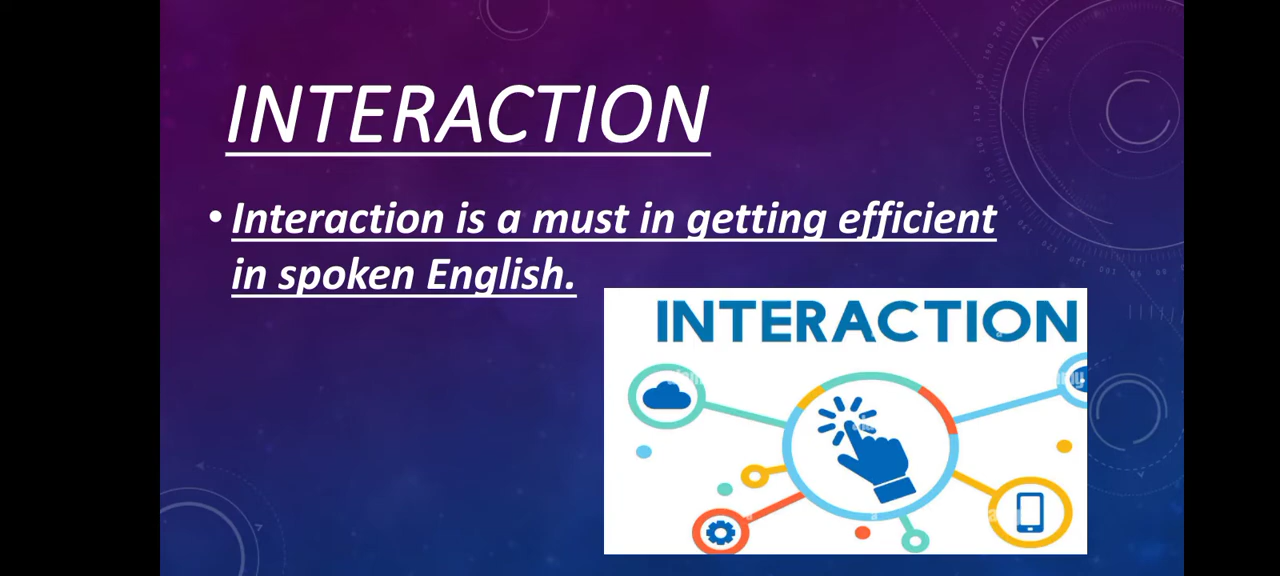 INTERACTION
• Interaction is a must in getting efficient
in spoken English.
INTERACTION